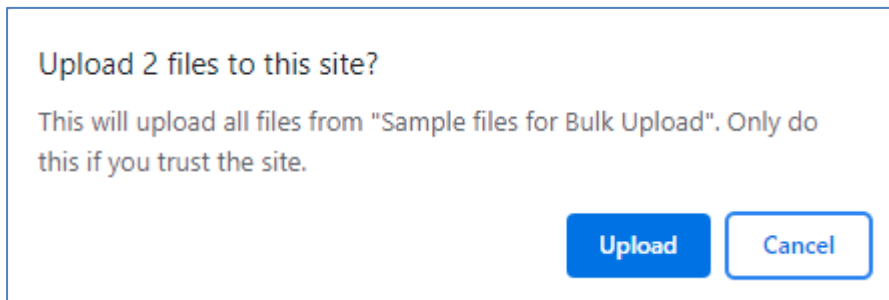 Upload 2 files to this site?
This will upload all files from "Sample files for Bulk Upload". Only do
this if you trust the site.
Upload Cancel